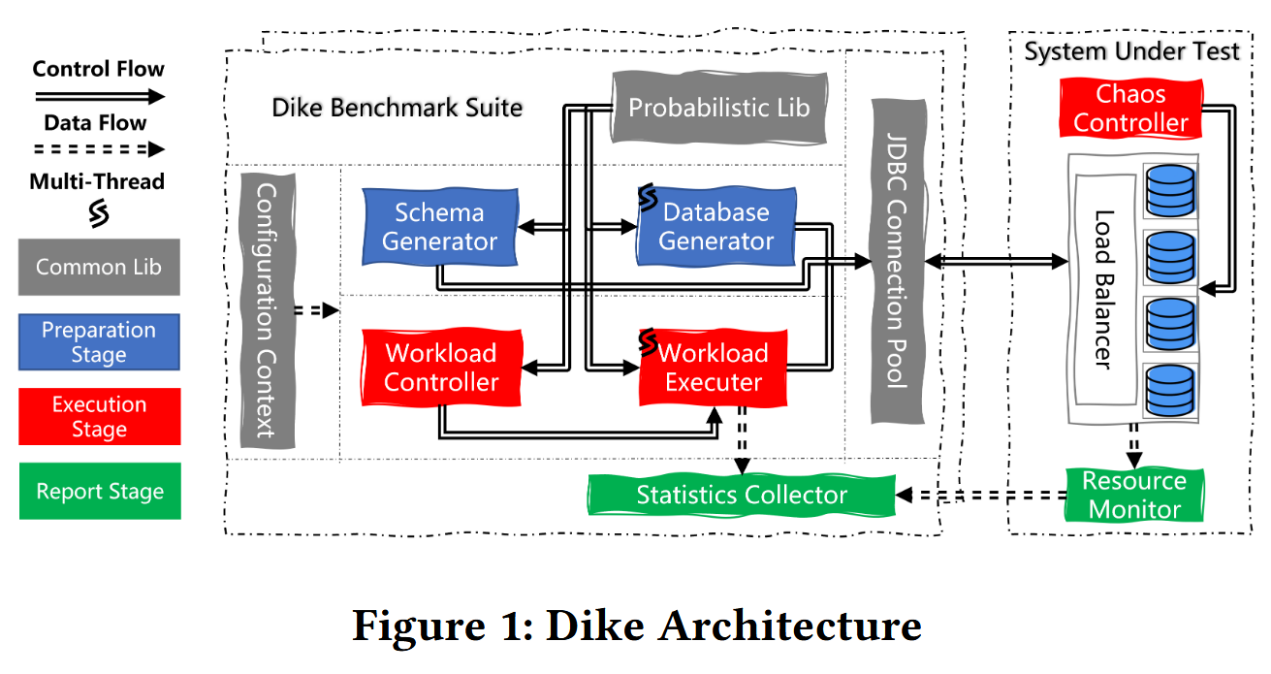 Control Flow
Data Flow
Multi-Thread
Common Lib
Preparation
Stage
Execution
Stage
Report Stage
Dike Benchmark Suite
Probabilistic Lib
Configuration Context
Schema
Generator
Database
Generator
Workload
Controller
Workload
Executer
JDBC Connection Pool
Statistics Collector
System Under Test
Chaos
Controller
Load Balancer
Resource
Monitor
Figure 1: Dike Architecture